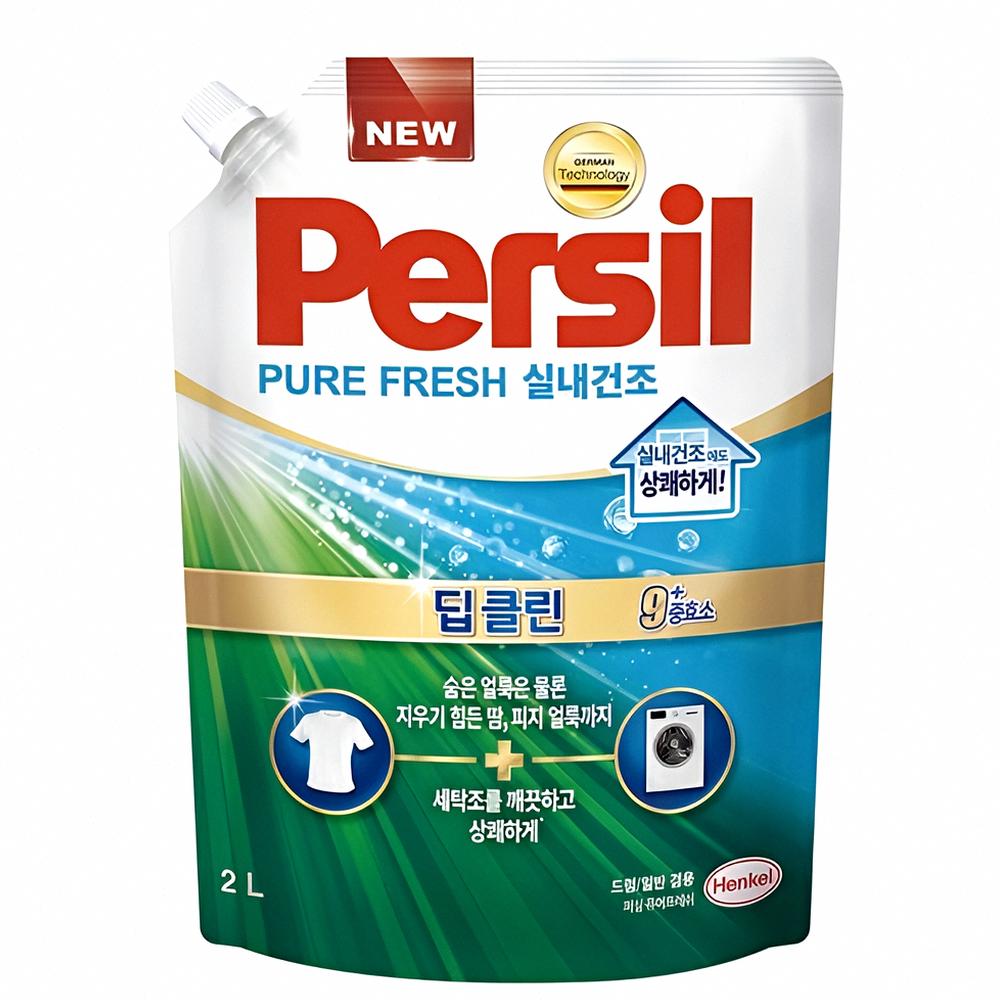 NEW
GERMAN
Technology
Persil
PURE FRESH 실내건조
실내건조에도
상쾌하게!
딥 클린
9+
중효소
숨은 얼룩은 물론
지우기 힘든 땀, 피지 얼룩까지
세탁조를 깨끗하고
상쾌하게*
2 L
드럼/일반 겸용
Henkel